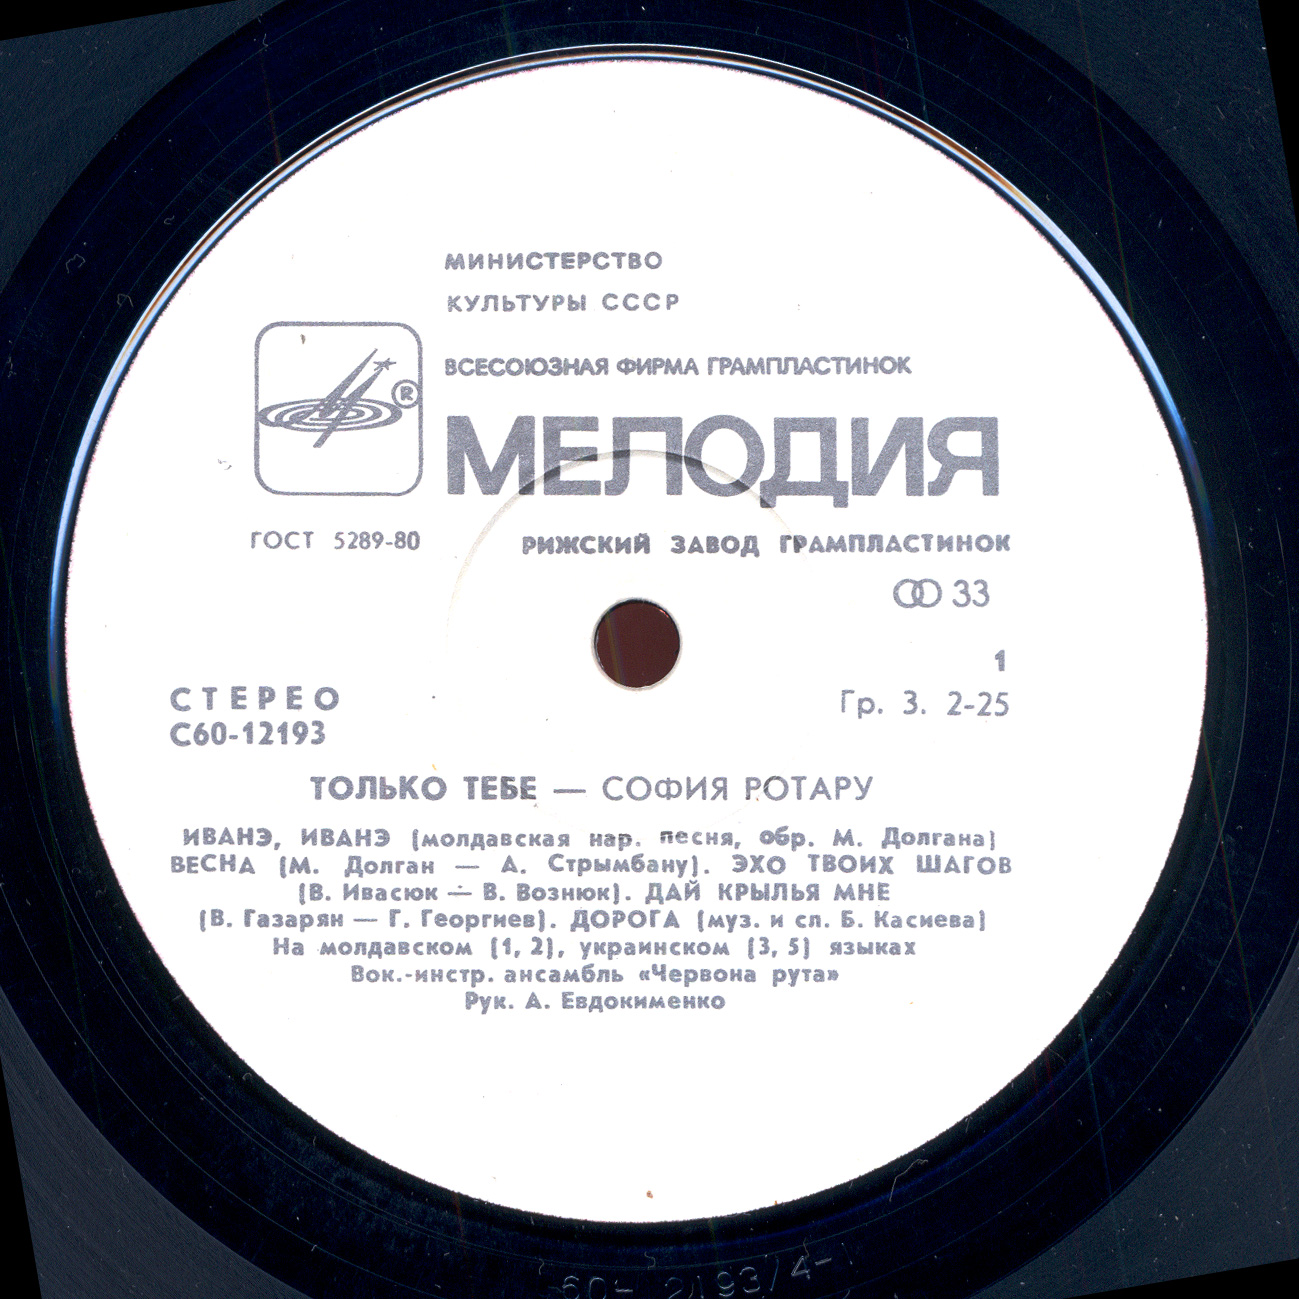 МИНИСТЕРСТВО
КУЛЬТУРЫ СССР
ВСЕСОЮЗНАЯ ФИРМА ГРАМПЛАСТИНОК
®
МЕЛОДИЯ
ГОСТ 5289-80
РИЖСКИЙ ЗАВОД ГРАМПЛАСТИНОК
33
1
СТЕРЕО
Гр. 3. 2-25
С60-12193
ТОЛЬКО ТЕБЕ — СОФИЯ РОТАРУ
ИВАНЭ, ИВАНЭ (молдавская нар. песня, обр. М. Долгана)
ВЕСНА (М. Долган — А. Стрымбану). ЭХО ТВОИХ ШАГОВ
(В. Ивасюк — В. Вознюк). ДАЙ КРЫЛЬЯ МНЕ
(В. Газарян — Г. Георгиев). ДОРОГА (муз. и сл. Б. Касиева)
На молдавском (1, 2), украинском (3, 5) языках
Вок.-инстр. ансамбль «Червона рута»
Рук. А. Евдокименко